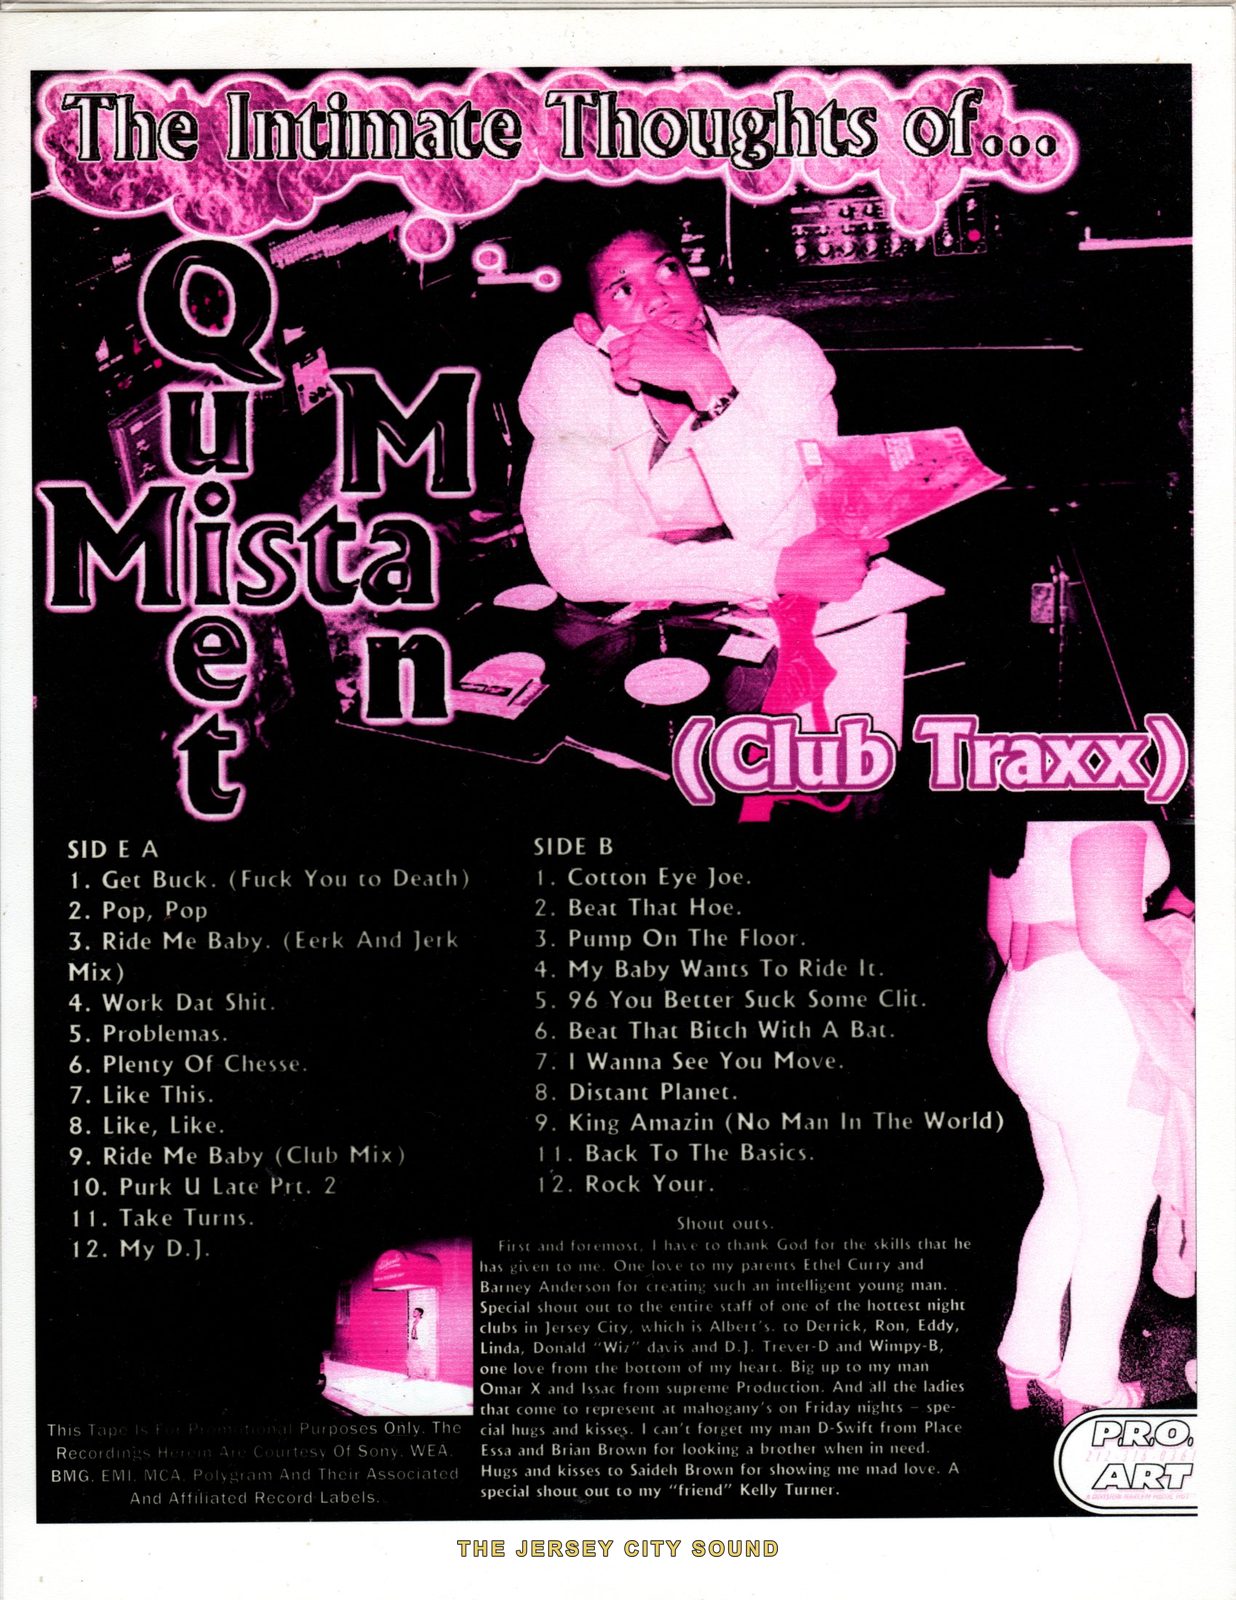 The Intimate Thoughts of...
Quiet
Mista
Man
(Club Traxx)
SID E A
1. Get Buck. (Fuck You to Death)
2. Pop, Pop
3. Ride Me Baby. (Eerk And Jerk
Mix)
4. Work Dat Shit.
5. Problemas.
6. Plenty Of Chesse.
7. Like This.
8. Like, Like.
9. Ride Me Baby (Club Mix)
10. Purk U Late Prt. 2
11. Take Turns.
12. My D.J.
SIDE B
1. Cotton Eye Joe.
2. Beat That Hoe.
3. Pump On The Floor.
4. My Baby Wants To Ride It.
5. 96 You Better Suck Some Clit.
6. Beat That Bitch With A Bat.
7. I Wanna See You Move.
8. Distant Planet.
9. King Amazin (No Man In The World)
11. Back To The Basics.
12. Rock Your.
Shout outs.
First and foremost, I have to thank God for the skills that he
has given to me. One love to my parents Ethel Curry and
Barney Anderson for creating such an intelligent young man.
Special shout out to the entire staff of one of the hottest night
clubs in Jersey City, which is Albert's. to Derrick, Ron, Eddy,
Linda, Donald "Wiz" davis and D.J. Trever-D and Wimpy-B,
one love from the bottom of my heart. Big up to my man
Omar X and Issac from supreme Production. And all the ladies
that come to represent at mahogany's on Friday nights – spe-
cial hugs and kisses. I can't forget my man D-Swift from Place
Essa and Brian Brown for looking a brother when in need.
Hugs and kisses to Saideh Brown for showing me mad love. A
special shout out to my "friend" Kelly Turner.
This Tape Is For Promotional Purposes Only. The
Recordings Herein Are Courtesy Of Sony, WEA,
BMG, EMI, MCA, Polygram And Their Associated
And Affiliated Record Labels.
P.R.O.
ART
THE JERSEY CITY SOUND